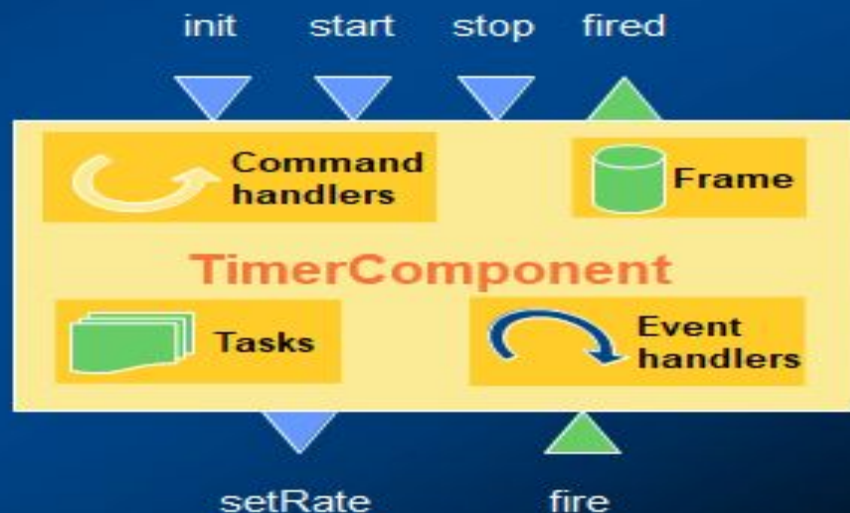 init start stop fired
Command
handlers
Frame
TimerComponent
Tasks
Event
handlers
setRate fire